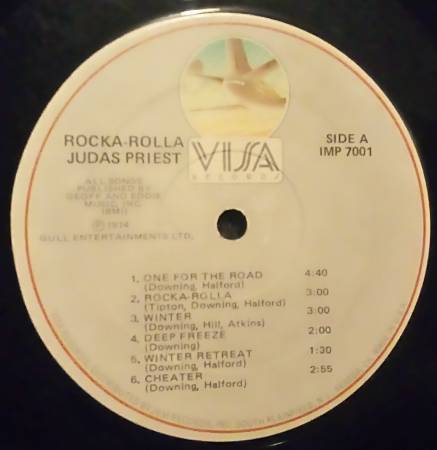 ROCKA-ROLLA
JUDAS PRIEST
VISA
RECORDS
SIDE A
IMP 7001
ALL SONGS
PUBLISHED BY
GEOFF AND EDDIE
MUSIC, INC.
(BMI)
Ⓟ 1974
GULL ENTERTAINMENTS LTD.
1. ONE FOR THE ROAD 4:40
(Downing, Halford)
2. ROCKA-ROLLA 3:00
(Tipton, Downing, Halford)
3. WINTER 3:00
(Downing, Hill, Atkins)
4. DEEP FREEZE 2:00
(Downing)
5. WINTER RETREAT 1:30
(Downing, Halford)
6. CHEATER 2:55
(Downing, Halford)